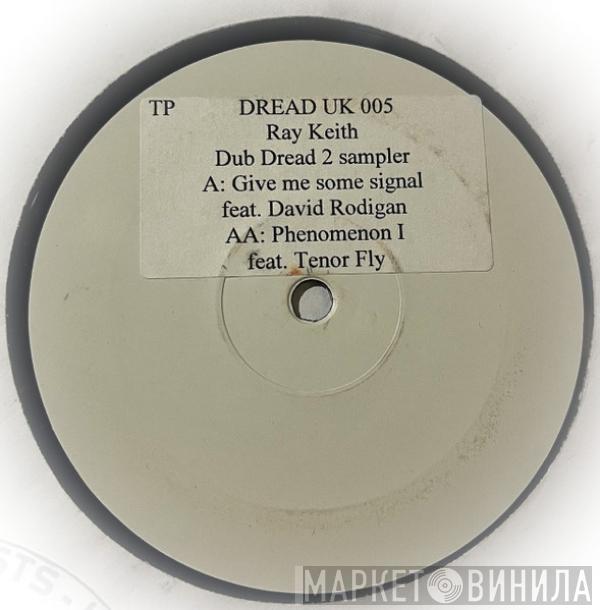 TP DREAD UK 005
Ray Keith
Dub Dread 2 sampler
A: Give me some signal
feat. David Rodigan
AA: Phenomenon I
feat. Tenor Fly
МАРКЕТ ВИНИЛА